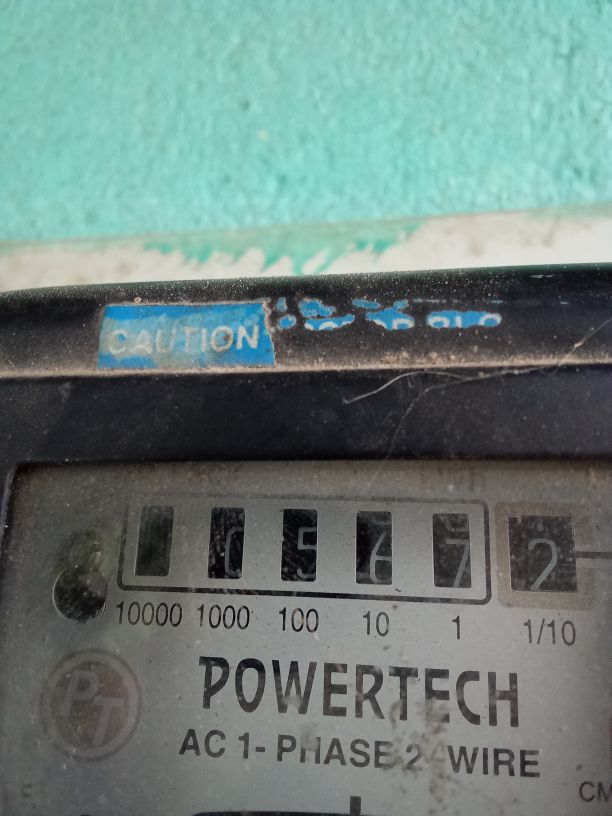 CAUTION
0 5 6 7 2
10000 1000 100 10 1 1/10
PT
POWERTECH
AC 1- PHASE 2 WIRE
CM